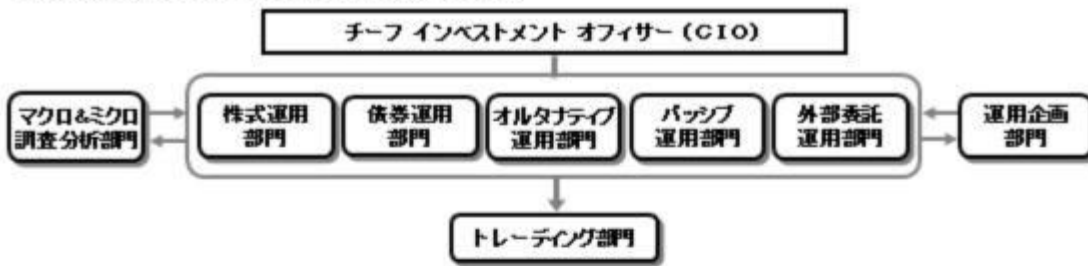 チーフ インベストメント オフィサー (CIO)
マクロ&ミクロ
調査分析部門
株式運用
部門
債券運用
部門
オルタナティブ
運用部門
パッシブ
運用部門
外部委託
運用部門
運用企画
部門
トレーディング部門